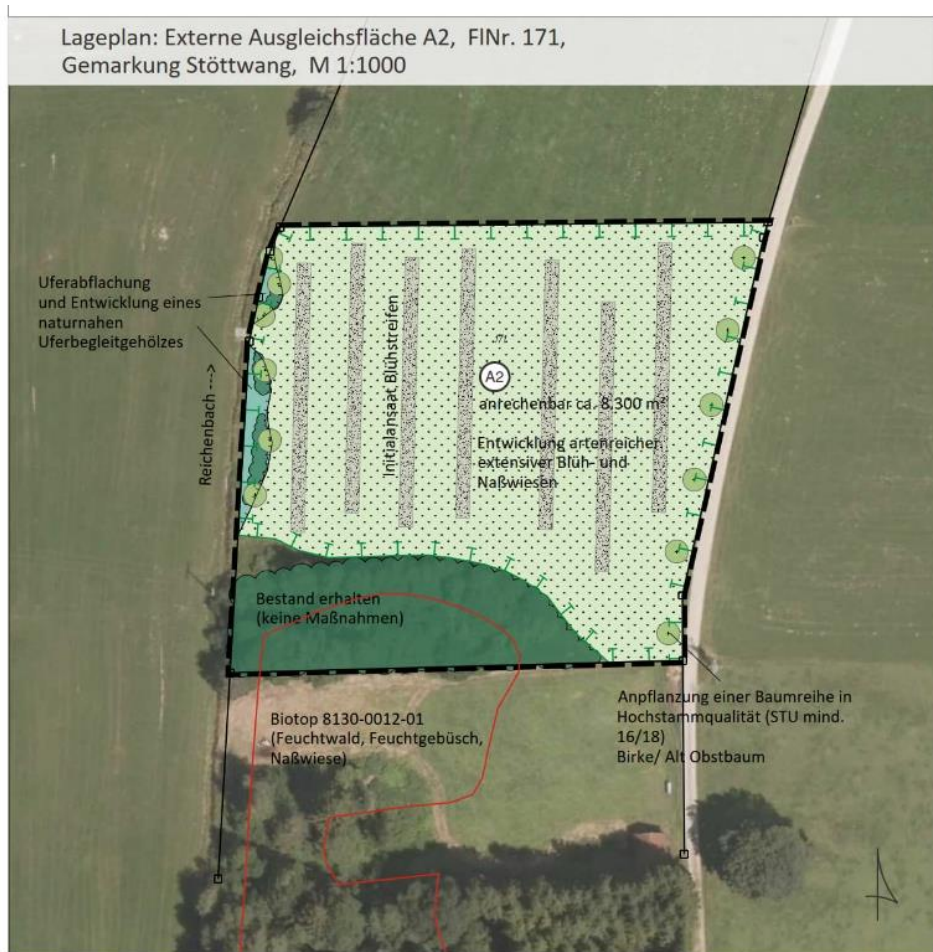 Lageplan: Externe Ausgleichsfläche A2, FlNr. 171,
Gemarkung Stöttwang, M 1:1000
Uferabflachung
und Entwicklung eines
naturnahen
Uferbegleitgehölzes
Reichenbach --->
Initialansaat Blühstreifen
171
A2
anrechenbar ca. 8.300 m²
Entwicklung artenreicher
extensiver Blüh- und
Naßwiesen
Bestand erhalten
(keine Maßnahmen)
Biotop 8130-0012-01
(Feuchtwald, Feuchtgebüsch,
Naßwiese)
Anpflanzung einer Baumreihe in
Hochstammqualität (STU mind.
16/18)
Birke/ Alt Obstbaum